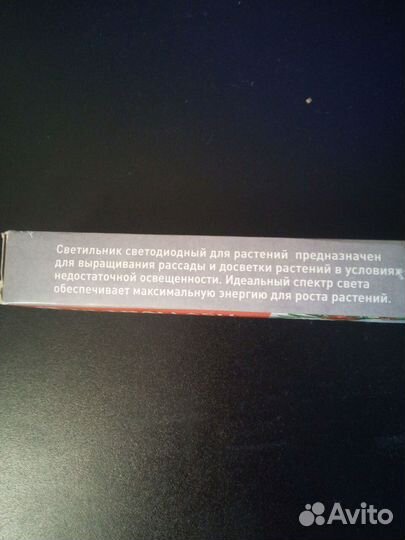 Светильник светодиодный для растений предназначен
для выращивания рассады и досветки растений в условиях
недостаточной освещенности. Идеальный спектр света
обеспечивает максимальную энергию для роста растений.
Avito